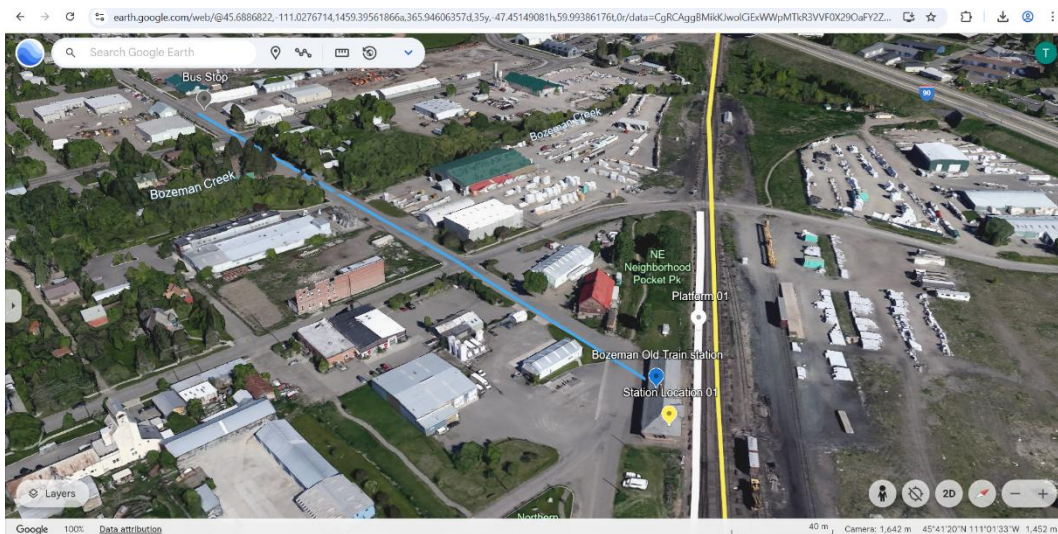 earth.google.com/web/@45.6886822,-111.0276714,1459.39561866a,365.94606357d,35y,-47.45149081h,59.99386176t,0r/data=CgRCAggBMikKJwolCiExWWpMTkR3VVF0X29OaFY2Z...
Search Google Earth
T
Bus Stop
90
Bozeman Creek
Bozeman Creek
NE
Neighborhood
Pocket Pk
Platform 01
Bozeman Old Train station
Station Location 01
Layers
2D
Northern
Google 100% Data attribution 40 m Camera: 1,642 m 45°41'20"N 111°01'33"W 1,452 m